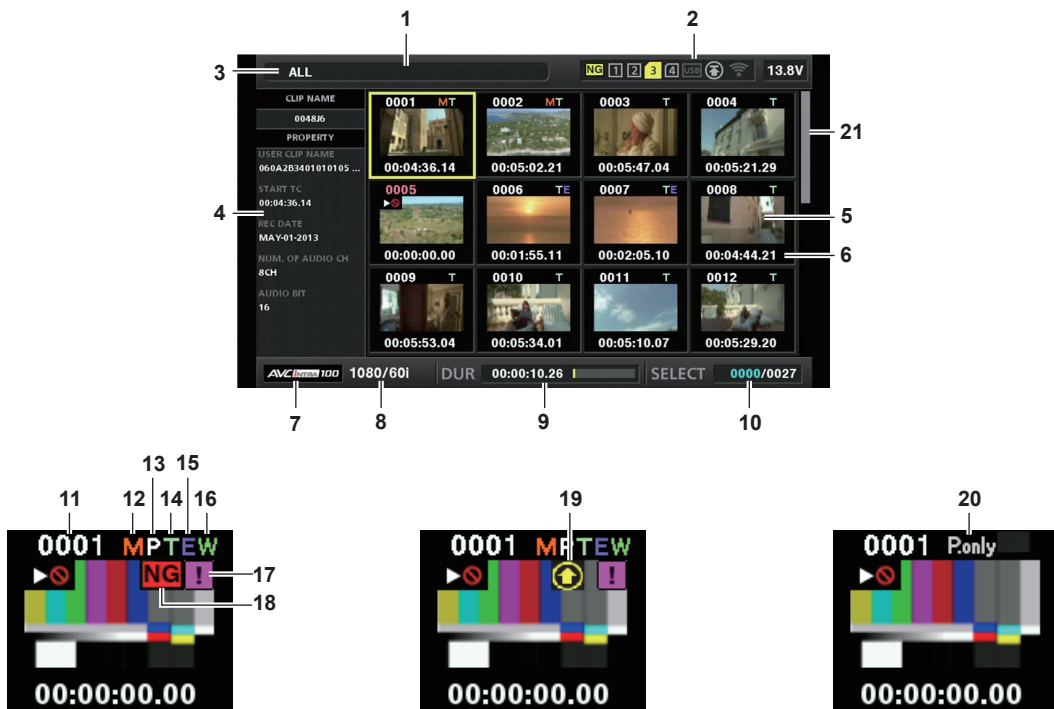 1 2
3 ALL NG 1 2 3 4 USB 13.8V
CLIP NAME
0048J6
PROPERTY
USER CLIP NAME
060A2B3401010105 ...
START TC
00:04:36.14
REC DATE
MAY-01-2013
NUM. OF AUDIO CH
8CH
AUDIO BIT
16
4
0001 MT 0002 MT 0003 T 0004 T
21
00:04:36.14 00:05:02.21 00:05:47.04 00:05:21.29
0005 0006 TE 0007 TE 0008 T
5
00:00:00.00 00:01:55.11 00:02:05.10 00:04:44.21 6
0009 T 0010 T 0011 T 0012 T
00:05:53.04 00:05:34.01 00:05:10.07 00:05:29.20
AVC INTRA 100 1080/60i DUR 00:00:10.26 SELECT 0000/0027
7 8 9 10
13 15
11 12 14 16
0001 MPTEW
NG !
17
18
00:00:00.00
19
0001 MPTEW
!
00:00:00.00
20
0001 P.only
00:00:00.00